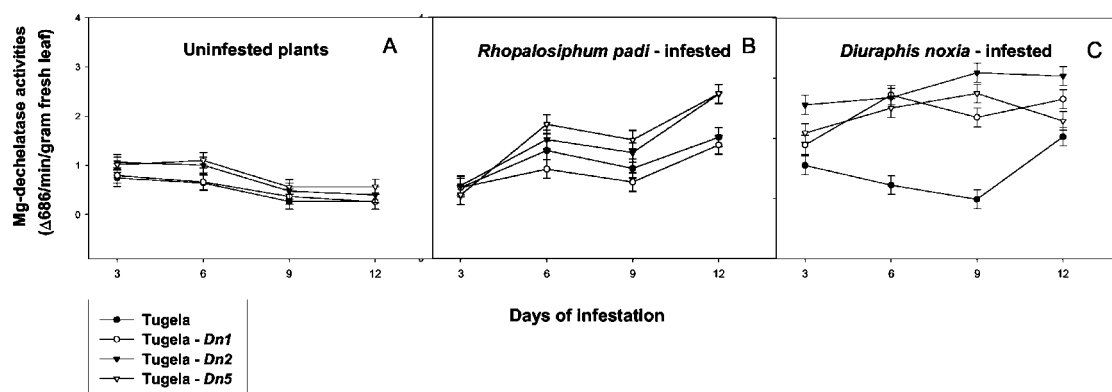 Mg-dechelatase activities
(Δ686/min/gram fresh leaf)
4
3
2
1
0
Uninfested plants
A
3
6
9
12
Rhopalosiphum padi - infested
B
3
6
9
12
Diuraphis noxia - infested
C
3
6
9
12
Days of infestation
Tugela
Tugela - Dn1
Tugela - Dn2
Tugela - Dn5